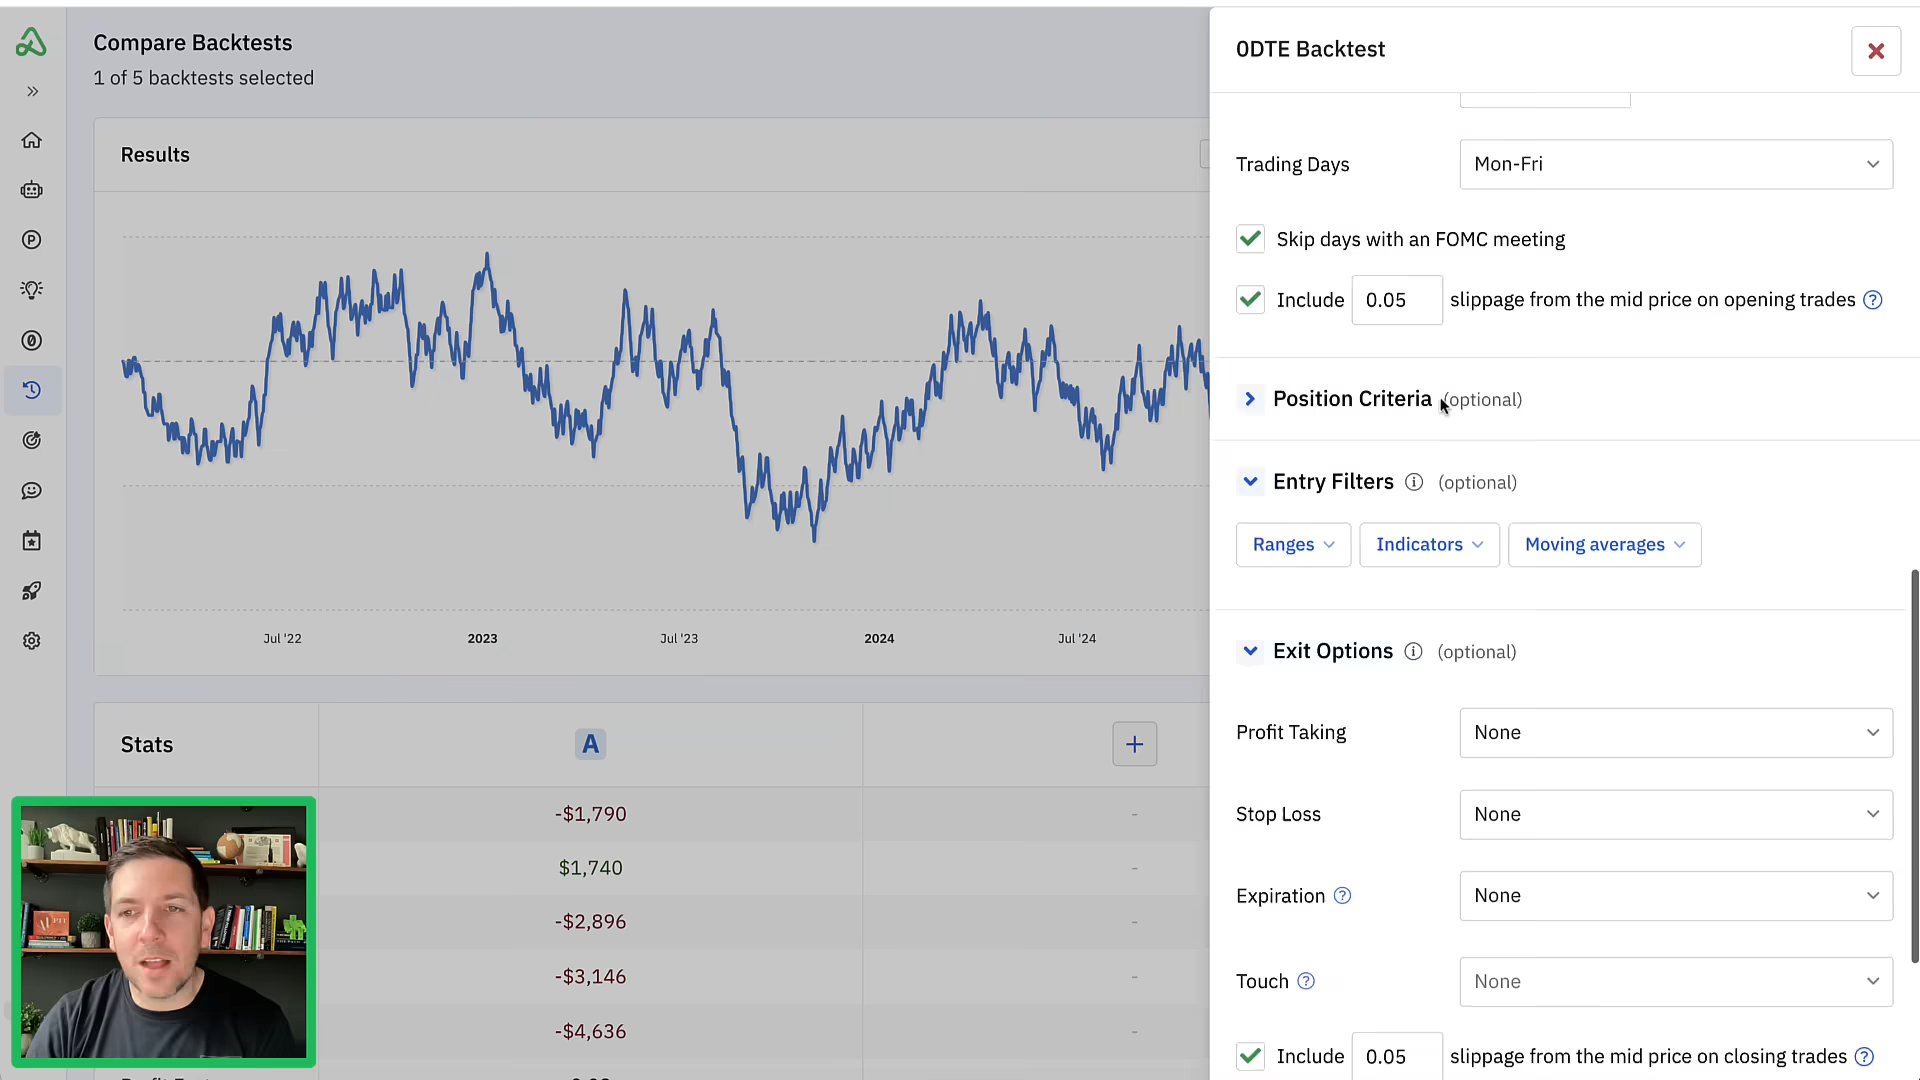 Compare Backtests
1 of 5 backtests selected
Results
Jul '22
2023
Jul '23
2024
Jul '24
Stats
A
+
-$1,790
-
$1,740
-
-$2,896
-
-$3,146
-
-$4,636
-
0DTE Backtest
Trading Days
Mon-Fri
Skip days with an FOMC meeting
Include 0.05 slippage from the mid price on opening trades ?
Position Criteria (optional)
Entry Filters (optional)
Ranges
Indicators
Moving averages
Exit Options (optional)
Profit Taking
None
Stop Loss
None
Expiration ?
None
Touch ?
None
Include 0.05 slippage from the mid price on closing trades ?